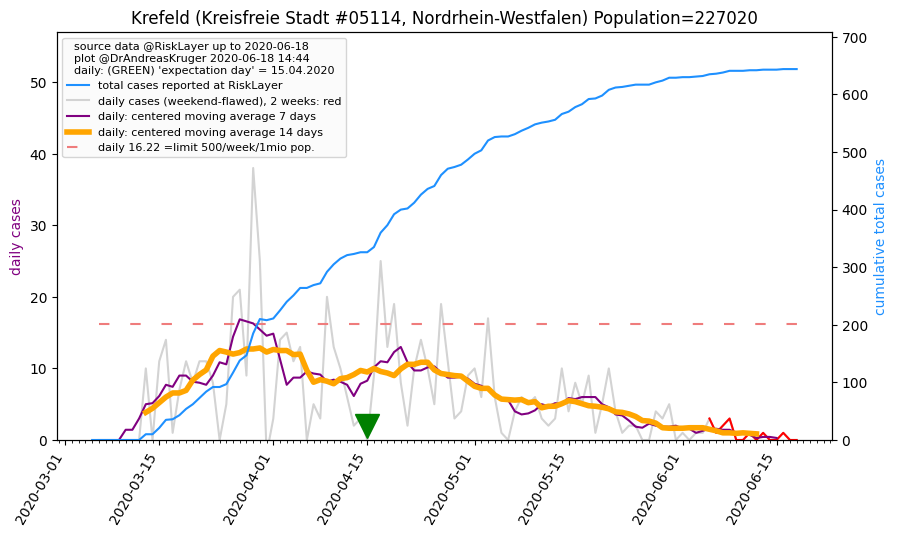 Krefeld (Kreisfreie Stadt #05114, Nordrhein-Westfalen) Population=227020
source data @RiskLayer up to 2020-06-18
plot @DrAndreasKruger 2020-06-18 14:44
daily: (GREEN) 'expectation day' = 15.04.2020
total cases reported at RiskLayer
daily cases (weekend-flawed), 2 weeks: red
daily: centered moving average 7 days
daily: centered moving average 14 days
daily 16.22 =limit 500/week/1mio pop.
daily cases
50
40
30
20
10
0
700
600
500
400
300
200
100
0
cumulative total cases
2020-03-01
2020-03-15
2020-04-01
2020-04-15
2020-05-01
2020-05-15
2020-06-01
2020-06-15